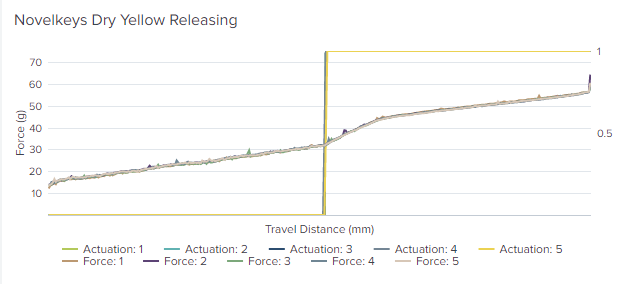 Novelkeys Dry Yellow Releasing
70
60
50
40
30
20
10
Force (g)
1
0.5
Travel Distance (mm)
Actuation: 1 Actuation: 2 Actuation: 3 Actuation: 4 Actuation: 5
Force: 1 Force: 2 Force: 3 Force: 4 Force: 5